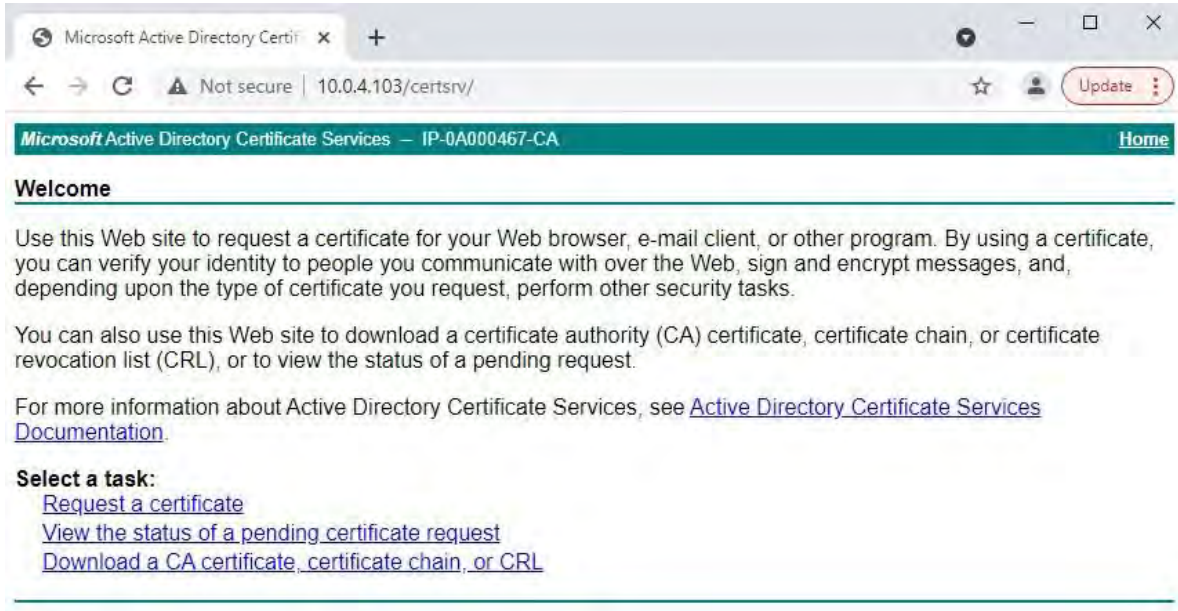 Microsoft Active Directory Certif
Not secure | 10.0.4.103/certsrv/
Update
Microsoft Active Directory Certificate Services – IP-0A000467-CA Home
Welcome
Use this Web site to request a certificate for your Web browser, e-mail client, or other program. By using a certificate,
you can verify your identity to people you communicate with over the Web, sign and encrypt messages, and,
depending upon the type of certificate you request, perform other security tasks.
You can also use this Web site to download a certificate authority (CA) certificate, certificate chain, or certificate
revocation list (CRL), or to view the status of a pending request.
For more information about Active Directory Certificate Services, see Active Directory Certificate Services
Documentation.
Select a task:
Request a certificate
View the status of a pending certificate request
Download a CA certificate, certificate chain, or CRL